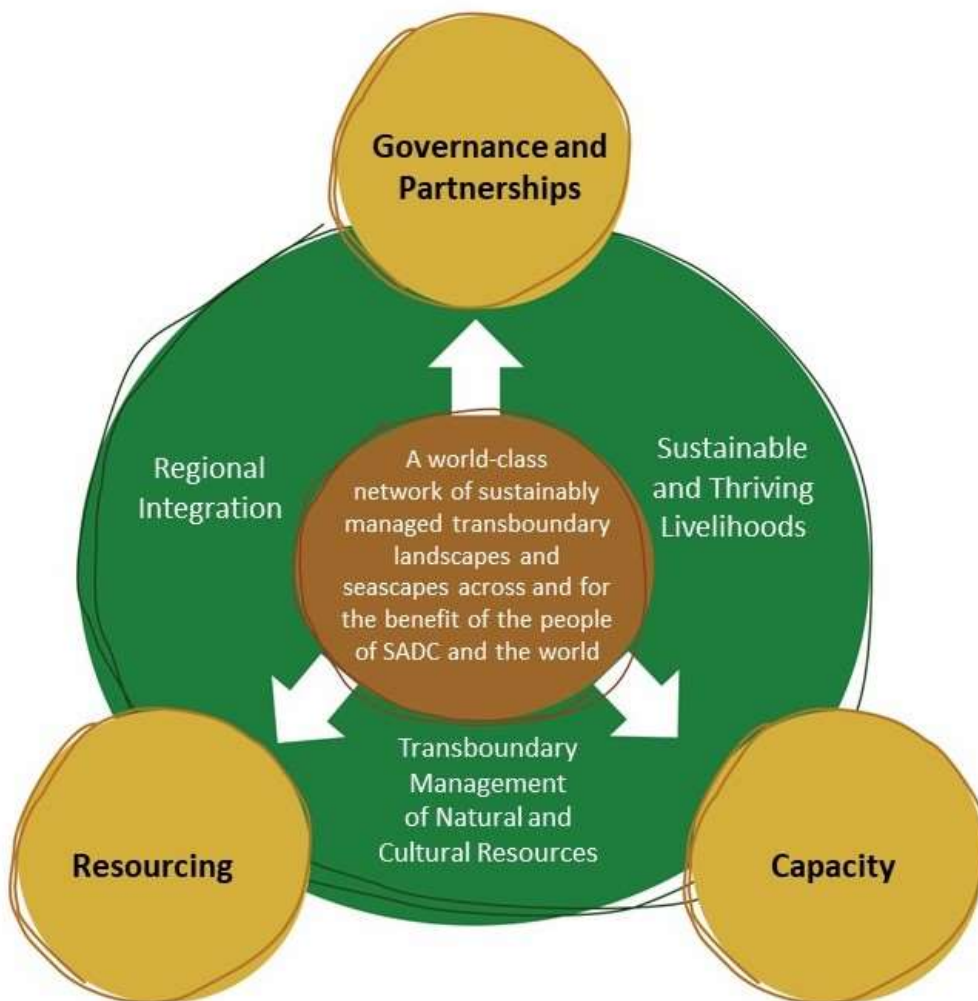 Governance and
Partnerships
Regional
Integration
Sustainable
and Thriving
Livelihoods
A world-class
network of sustainably
managed transboundary
landscapes and
seascapes across and for
the benefit of the people
of SADC and the world
Transboundary
Management
of Natural and
Cultural Resources
Resourcing
Capacity